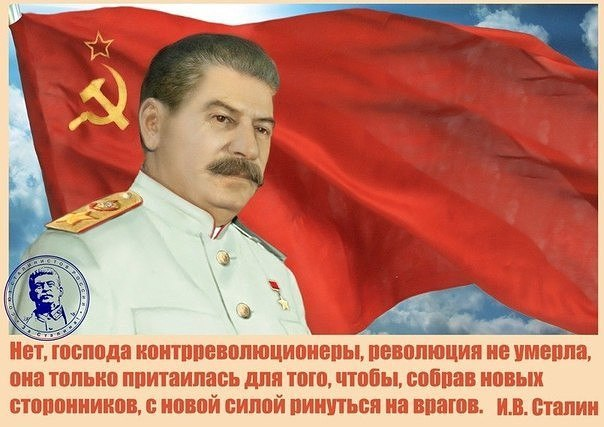 Нет, господа контрреволюционеры, революция не умерла,
она только притаилась для того, чтобы, собрав новых
сторонников, с новой силой ринуться на врагов. И.В. Сталин